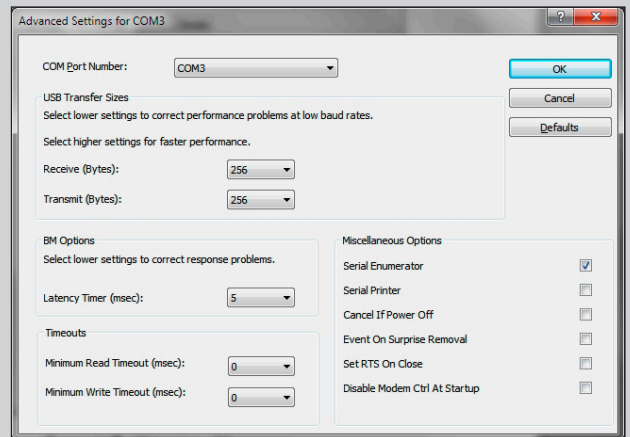 Advanced Settings for COM3
COM Port Number: COM3
OK
Cancel
Defaults
USB Transfer Sizes
Select lower settings to correct performance problems at low baud rates.
Select higher settings for faster performance.
Receive (Bytes): 256
Transmit (Bytes): 256
BM Options
Select lower settings to correct response problems.
Latency Timer (msec): 5
Timeouts
Minimum Read Timeout (msec): 0
Minimum Write Timeout (msec): 0
Miscellaneous Options
Serial Enumerator
Serial Printer
Cancel If Power Off
Event On Surprise Removal
Set RTS On Close
Disable Modem Ctrl At Startup